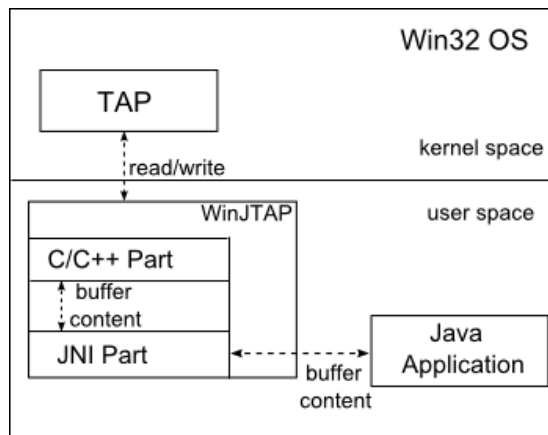 Win32 OS
TAP
kernel space
read/write
WinJTAP
user space
C/C++ Part
buffer
content
JNI Part
Java
Application
buffer
content